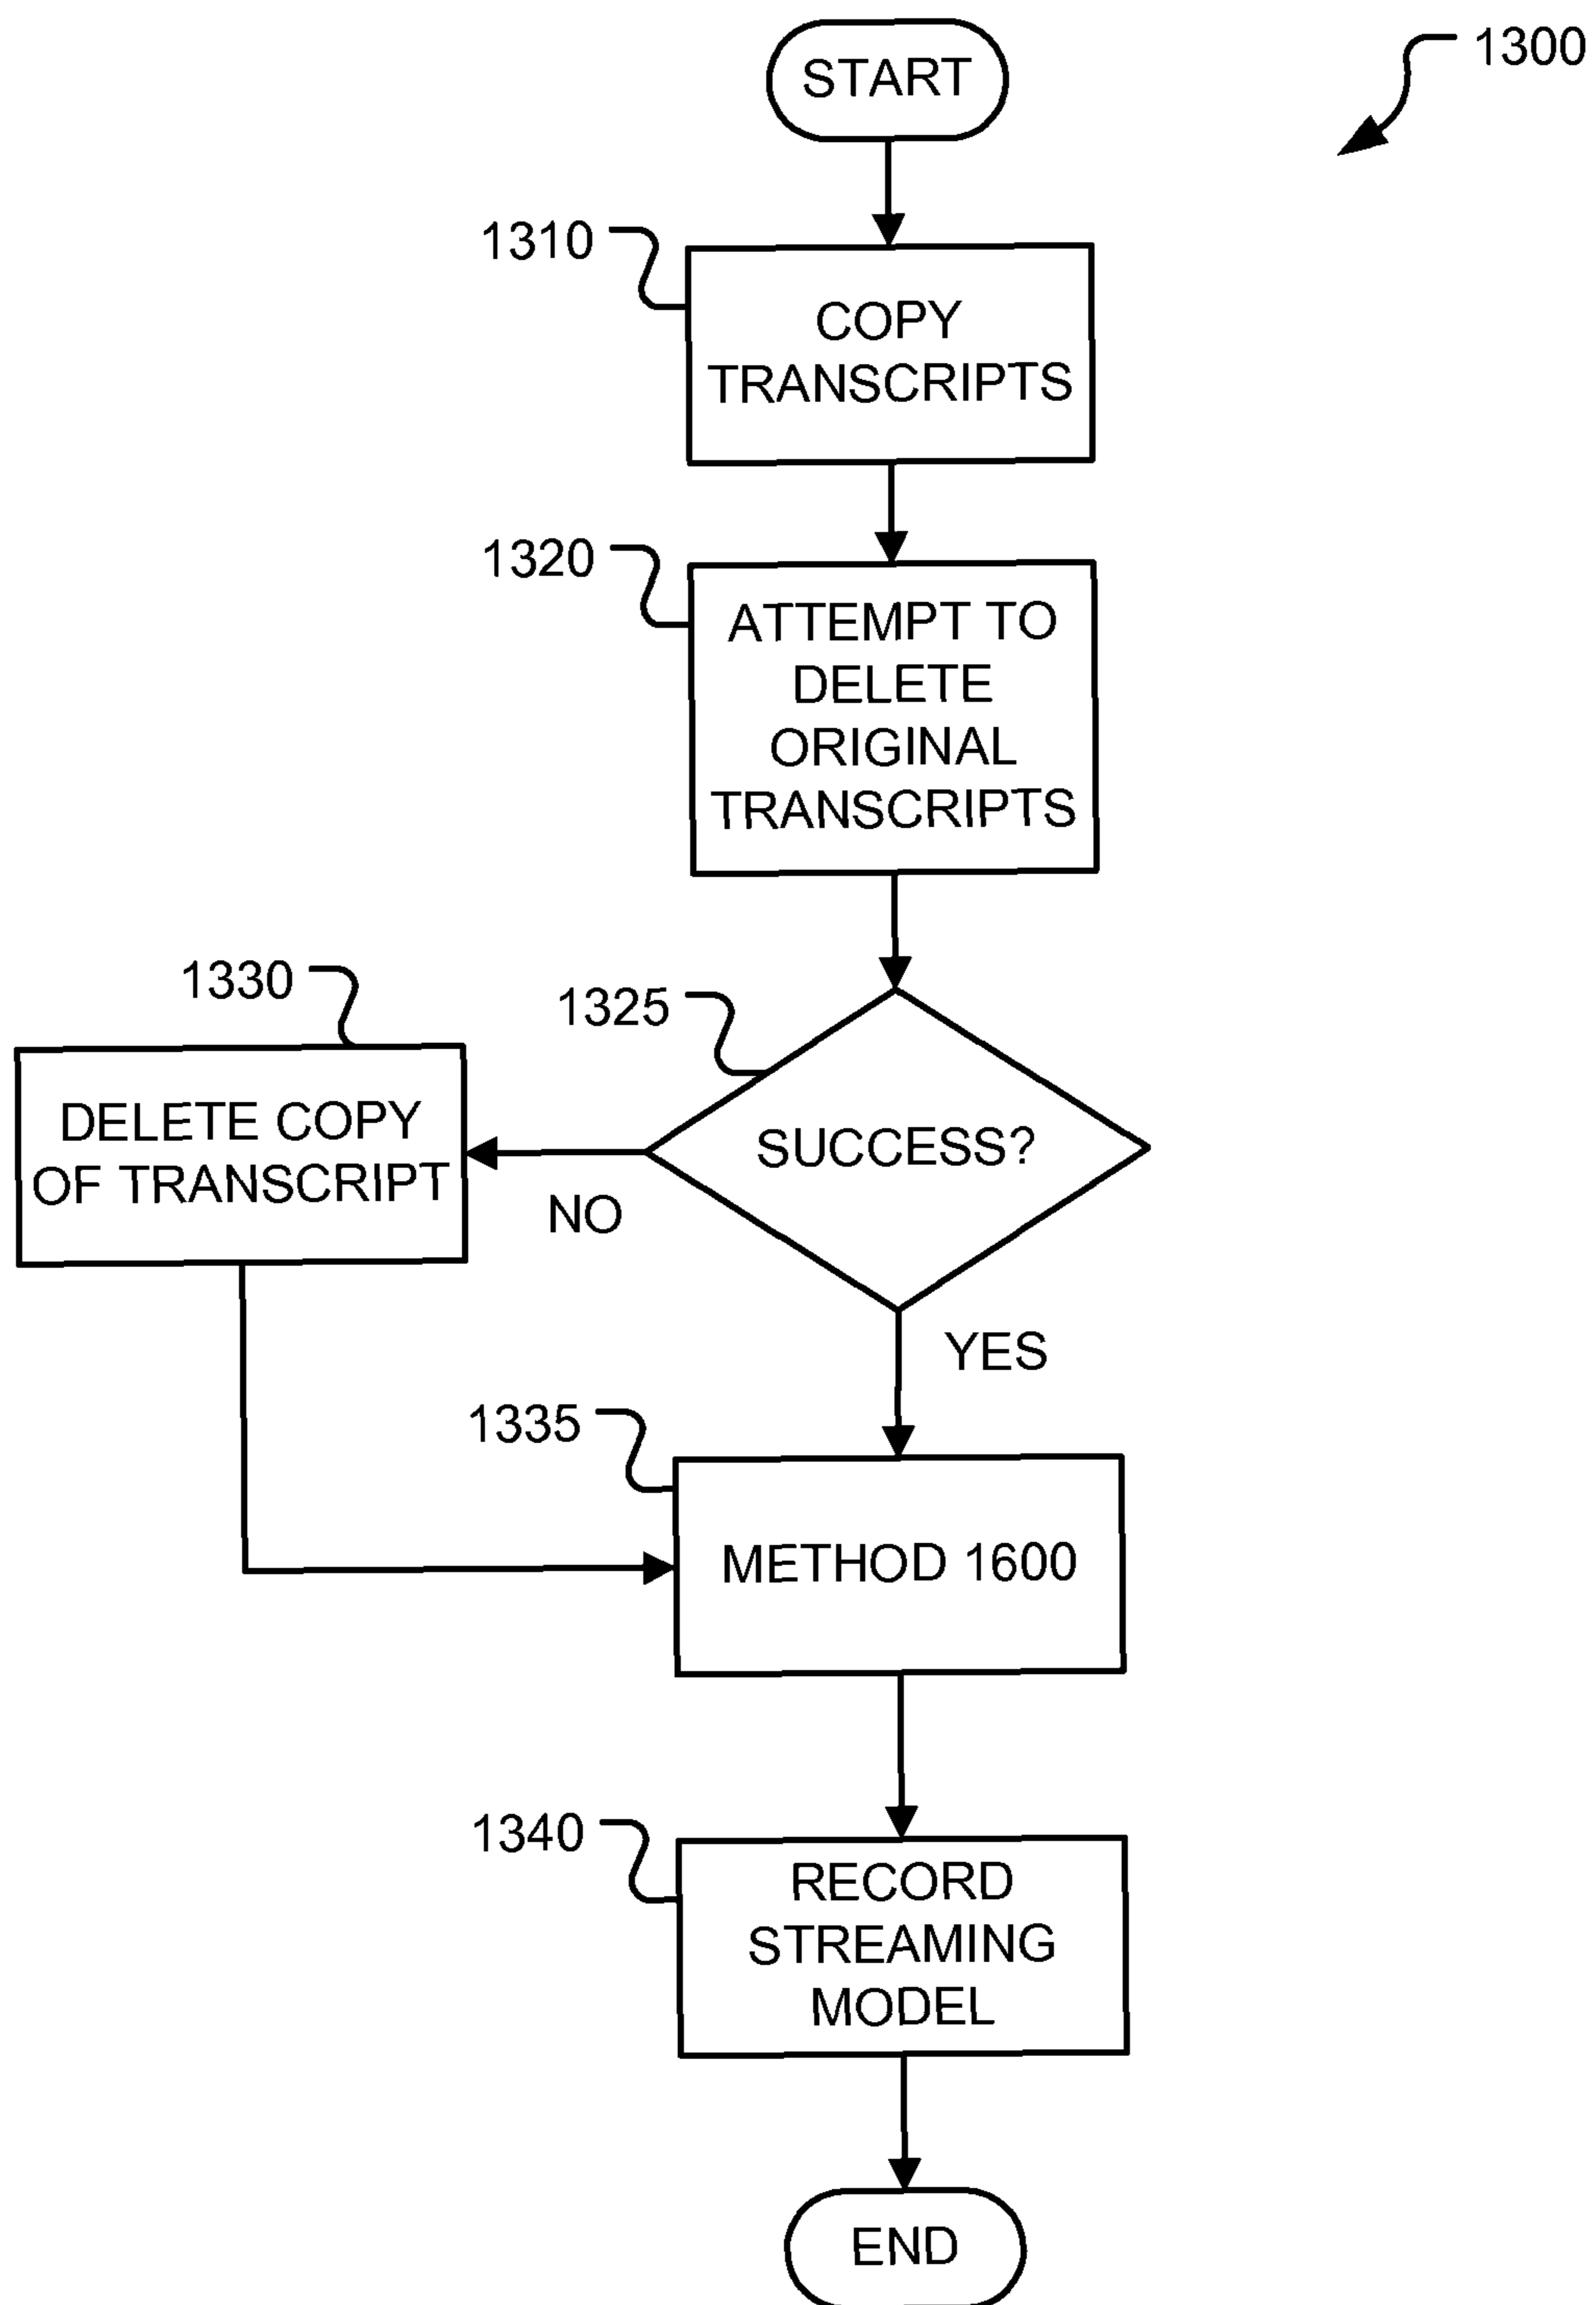 START
1300
1310
COPY
TRANSCRIPTS
1320
ATTEMPT TO
DELETE
ORIGINAL
TRANSCRIPTS
1330
1325
DELETE COPY
OF TRANSCRIPT
SUCCESS?
NO
YES
1335
METHOD 1600
1340
RECORD
STREAMING
MODEL
END